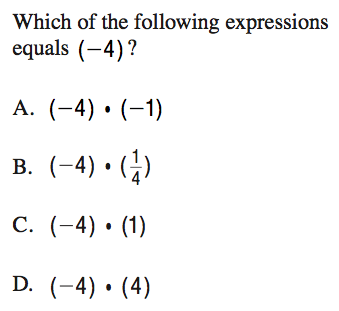 Which of the following expressions
equals (−4)?
A. (−4) • (−1)
B. (−4) • (1/4)
C. (−4) • (1)
D. (−4) • (4)